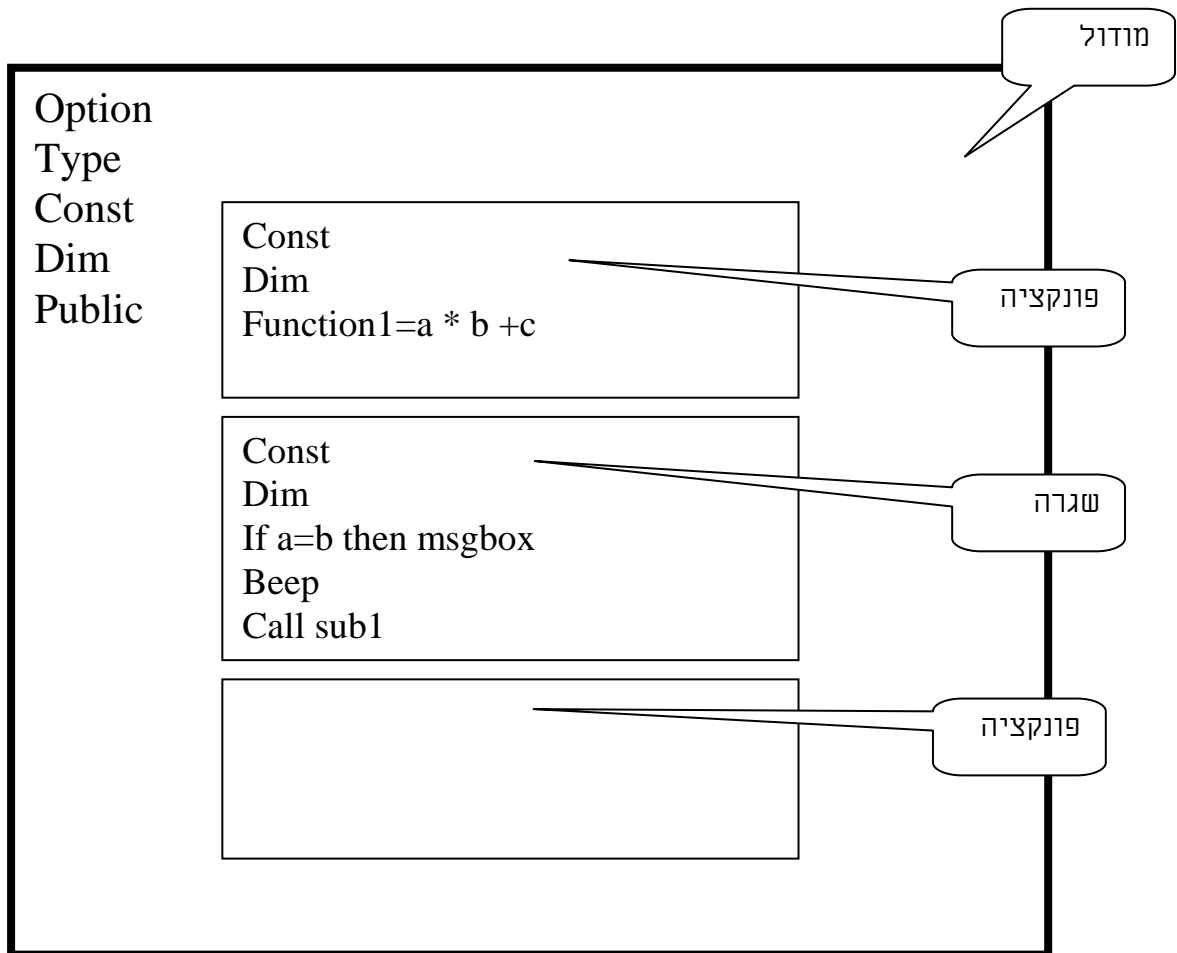 מודול
Option
Type
Const
Dim
Public
Const
Dim
Function1=a * b +c
פונקציה
Const
Dim
If a=b then msgbox
Beep
Call sub1
שגרה
פונקציה